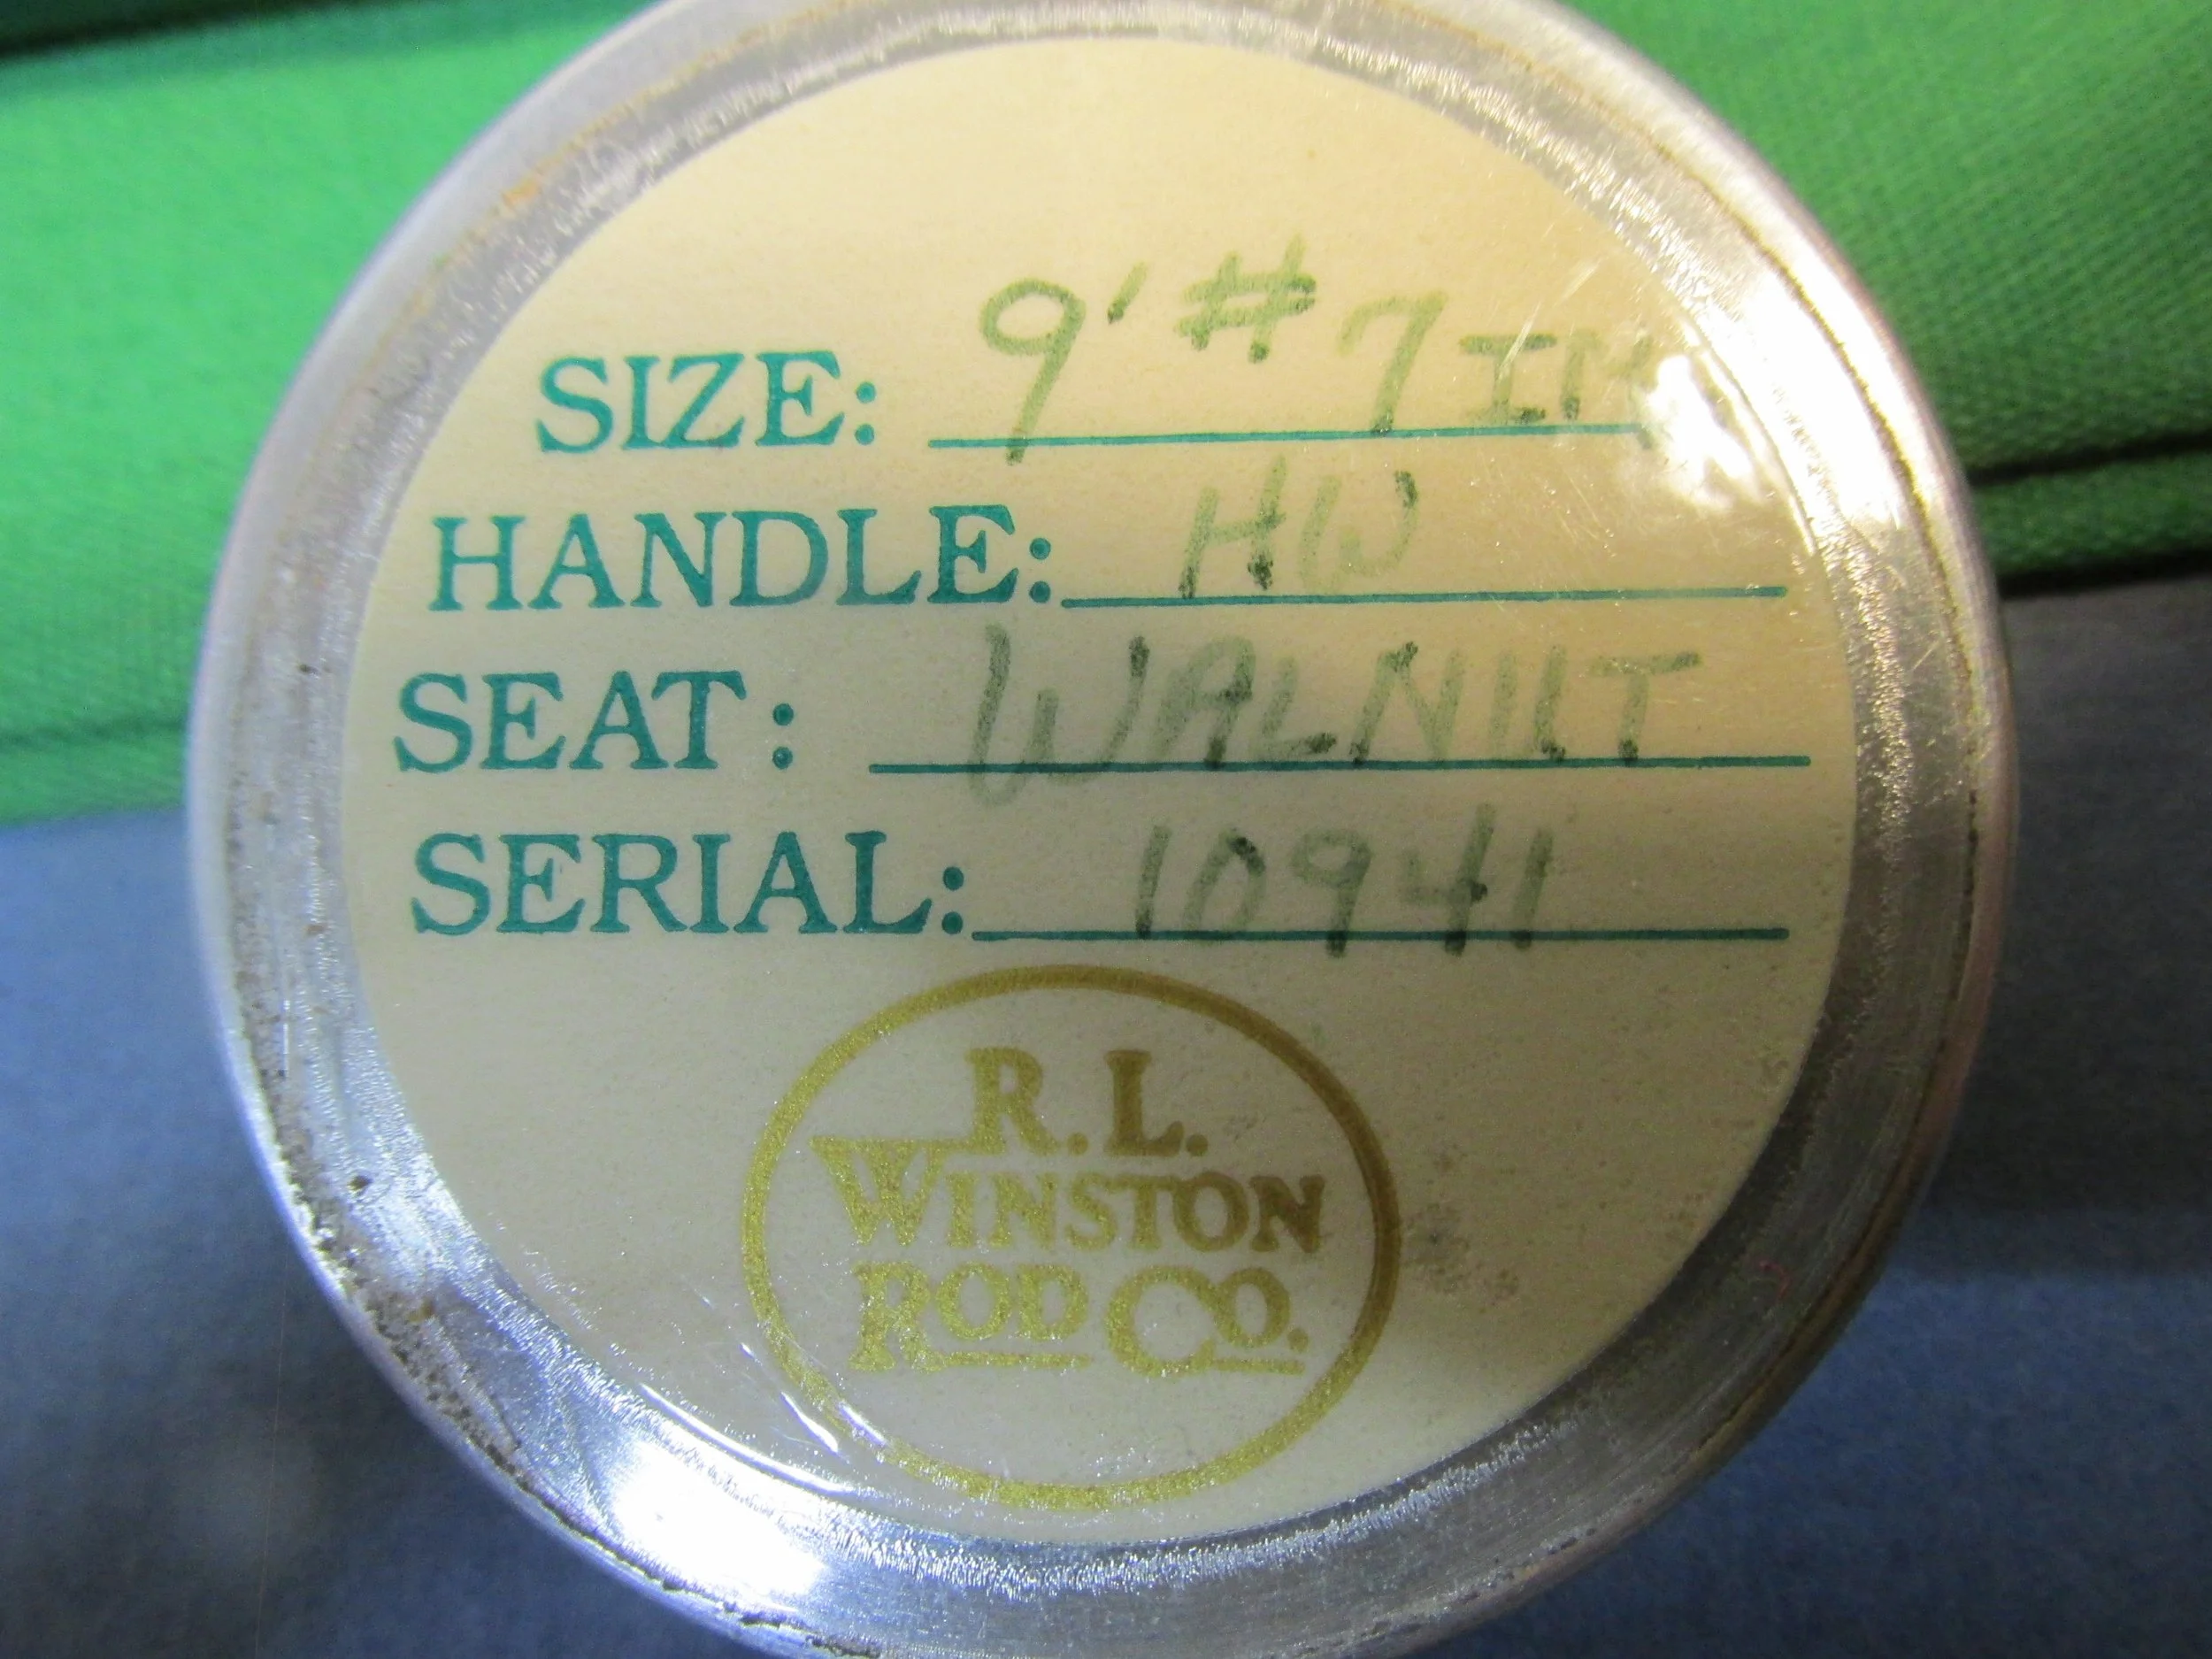 SIZE: 9' #7 IM
HANDLE: HW
SEAT: WALNUT
SERIAL: 10941
R.L.
WINSTON
ROD CO.